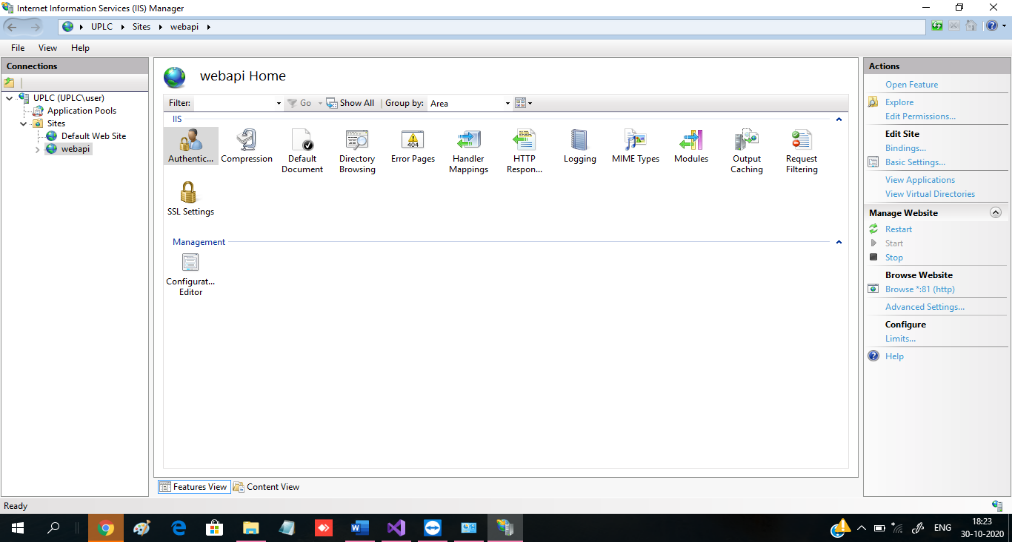 Internet Information Services (IIS) Manager
UPLC
Sites
webapi
File
View
Help
Connections
UPLC (UPLC\user)
Application Pools
Sites
Default Web Site
webapi
webapi Home
Filter:
Go
Show All
Group by:
Area
IIS
Authentic...
Compression
Default
Document
Directory
Browsing
Error Pages
404
Handler
Mappings
HTTP
Respon...
Logging
MIME Types
Modules
Output
Caching
Request
Filtering
SSL Settings
Management
Configurat...
Editor
Features View
Content View
Actions
Open Feature
Explore
Edit Permissions...
Edit Site
Bindings...
Basic Settings...
View Applications
View Virtual Directories
Manage Website
Restart
Start
Stop
Browse Website
Browse *:81 (http)
Advanced Settings...
Configure
Limits...
Help
Ready
ENG
18:23
30-10-2020